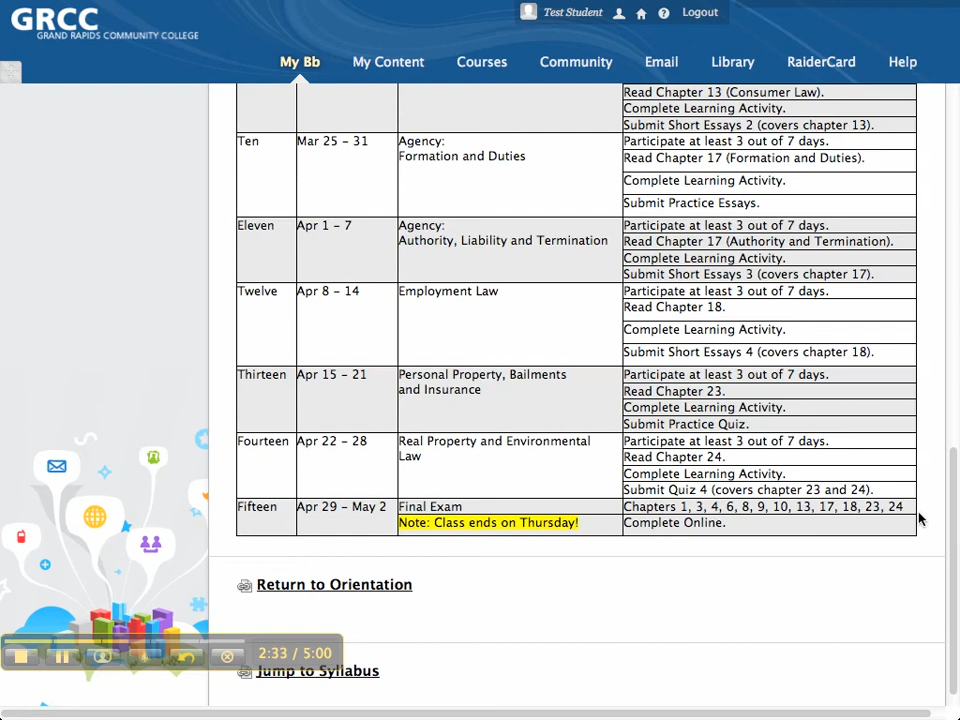 GRCC
GRAND RAPIDS COMMUNITY COLLEGE
Test Student
Logout
My Bb
My Content
Courses
Community
Email
Library
RaiderCard
Help
Read Chapter 13 (Consumer Law).
Complete Learning Activity.
Submit Short Essays 2 (covers chapter 13).
Ten
Mar 25 – 31
Agency:
Formation and Duties
Participate at least 3 out of 7 days.
Read Chapter 17 (Formation and Duties).
Complete Learning Activity.
Submit Practice Essays.
Eleven
Apr 1 – 7
Agency:
Authority, Liability and Termination
Participate at least 3 out of 7 days.
Read Chapter 17 (Authority and Termination).
Complete Learning Activity.
Submit Short Essays 3 (covers chapter 17).
Twelve
Apr 8 – 14
Employment Law
Participate at least 3 out of 7 days.
Read Chapter 18.
Complete Learning Activity.
Submit Short Essays 4 (covers chapter 18).
Thirteen
Apr 15 – 21
Personal Property, Bailments
and Insurance
Participate at least 3 out of 7 days.
Read Chapter 23.
Complete Learning Activity.
Submit Practice Quiz.
Fourteen
Apr 22 – 28
Real Property and Environmental
Law
Participate at least 3 out of 7 days.
Read Chapter 24.
Complete Learning Activity.
Submit Quiz 4 (covers chapter 23 and 24).
Fifteen
Apr 29 – May 2
Final Exam
Note: Class ends on Thursday!
Chapters 1, 3, 4, 6, 8, 9, 10, 13, 17, 18, 23, 24
Complete Online.
Return to Orientation
2:33 / 5:00
Jump to Syllabus